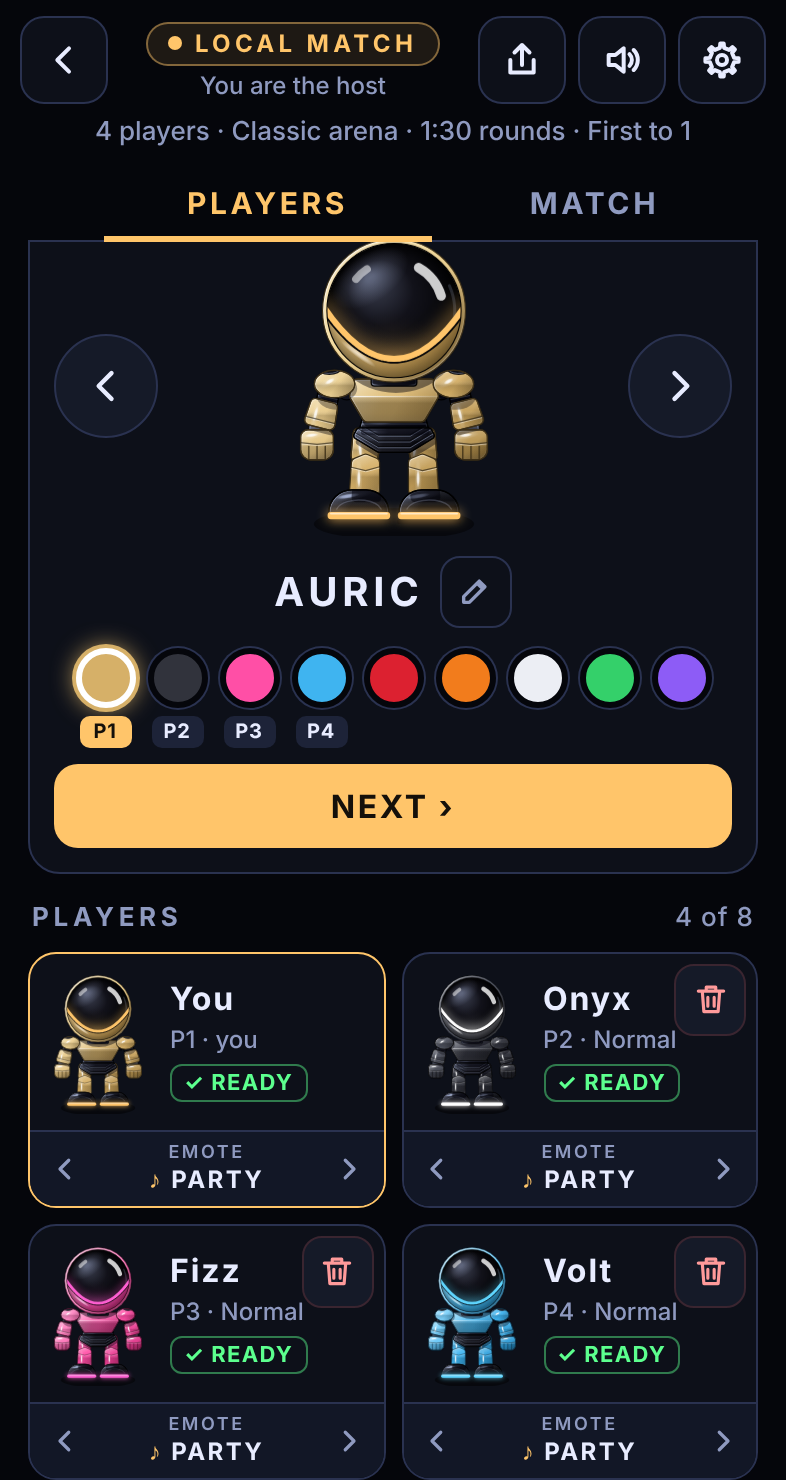 LOCAL MATCH
You are the host
4 players · Classic arena · 1:30 rounds · First to 1
PLAYERS MATCH
AURIC
P1 P2 P3 P4
NEXT ›
PLAYERS 4 of 8
You
P1 · you
✓ READY
EMOTE
♪ PARTY
Onyx
P2 · Normal
✓ READY
EMOTE
♪ PARTY
Fizz
P3 · Normal
✓ READY
EMOTE
♪ PARTY
Volt
P4 · Normal
✓ READY
EMOTE
♪ PARTY